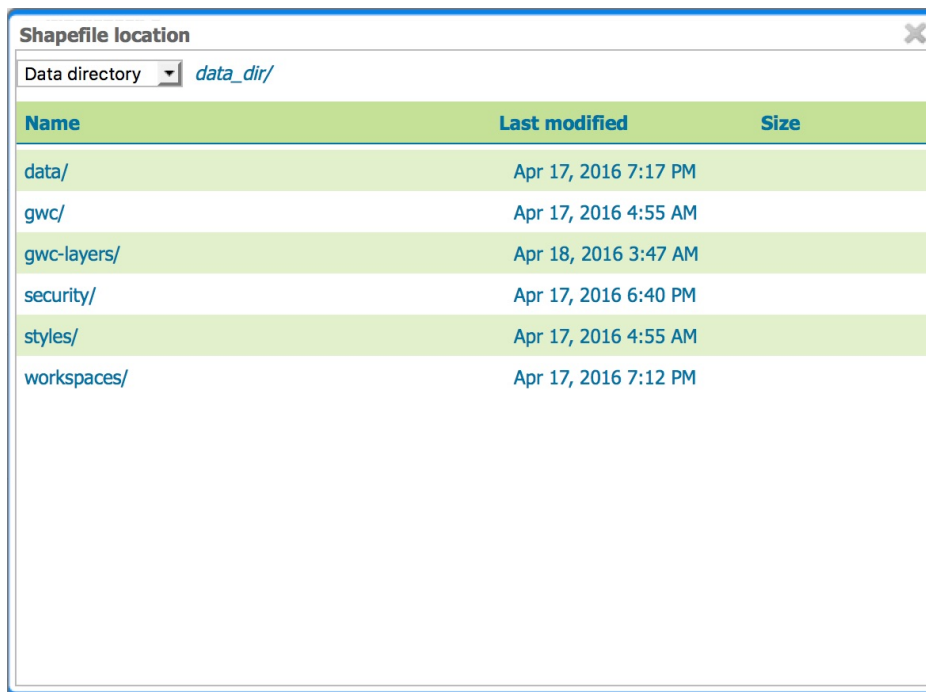 Shapefile location
Data directory data_dir/
Name Last modified Size
data/ Apr 17, 2016 7:17 PM
gwc/ Apr 17, 2016 4:55 AM
gwc-layers/ Apr 18, 2016 3:47 AM
security/ Apr 17, 2016 6:40 PM
styles/ Apr 17, 2016 4:55 AM
workspaces/ Apr 17, 2016 7:12 PM